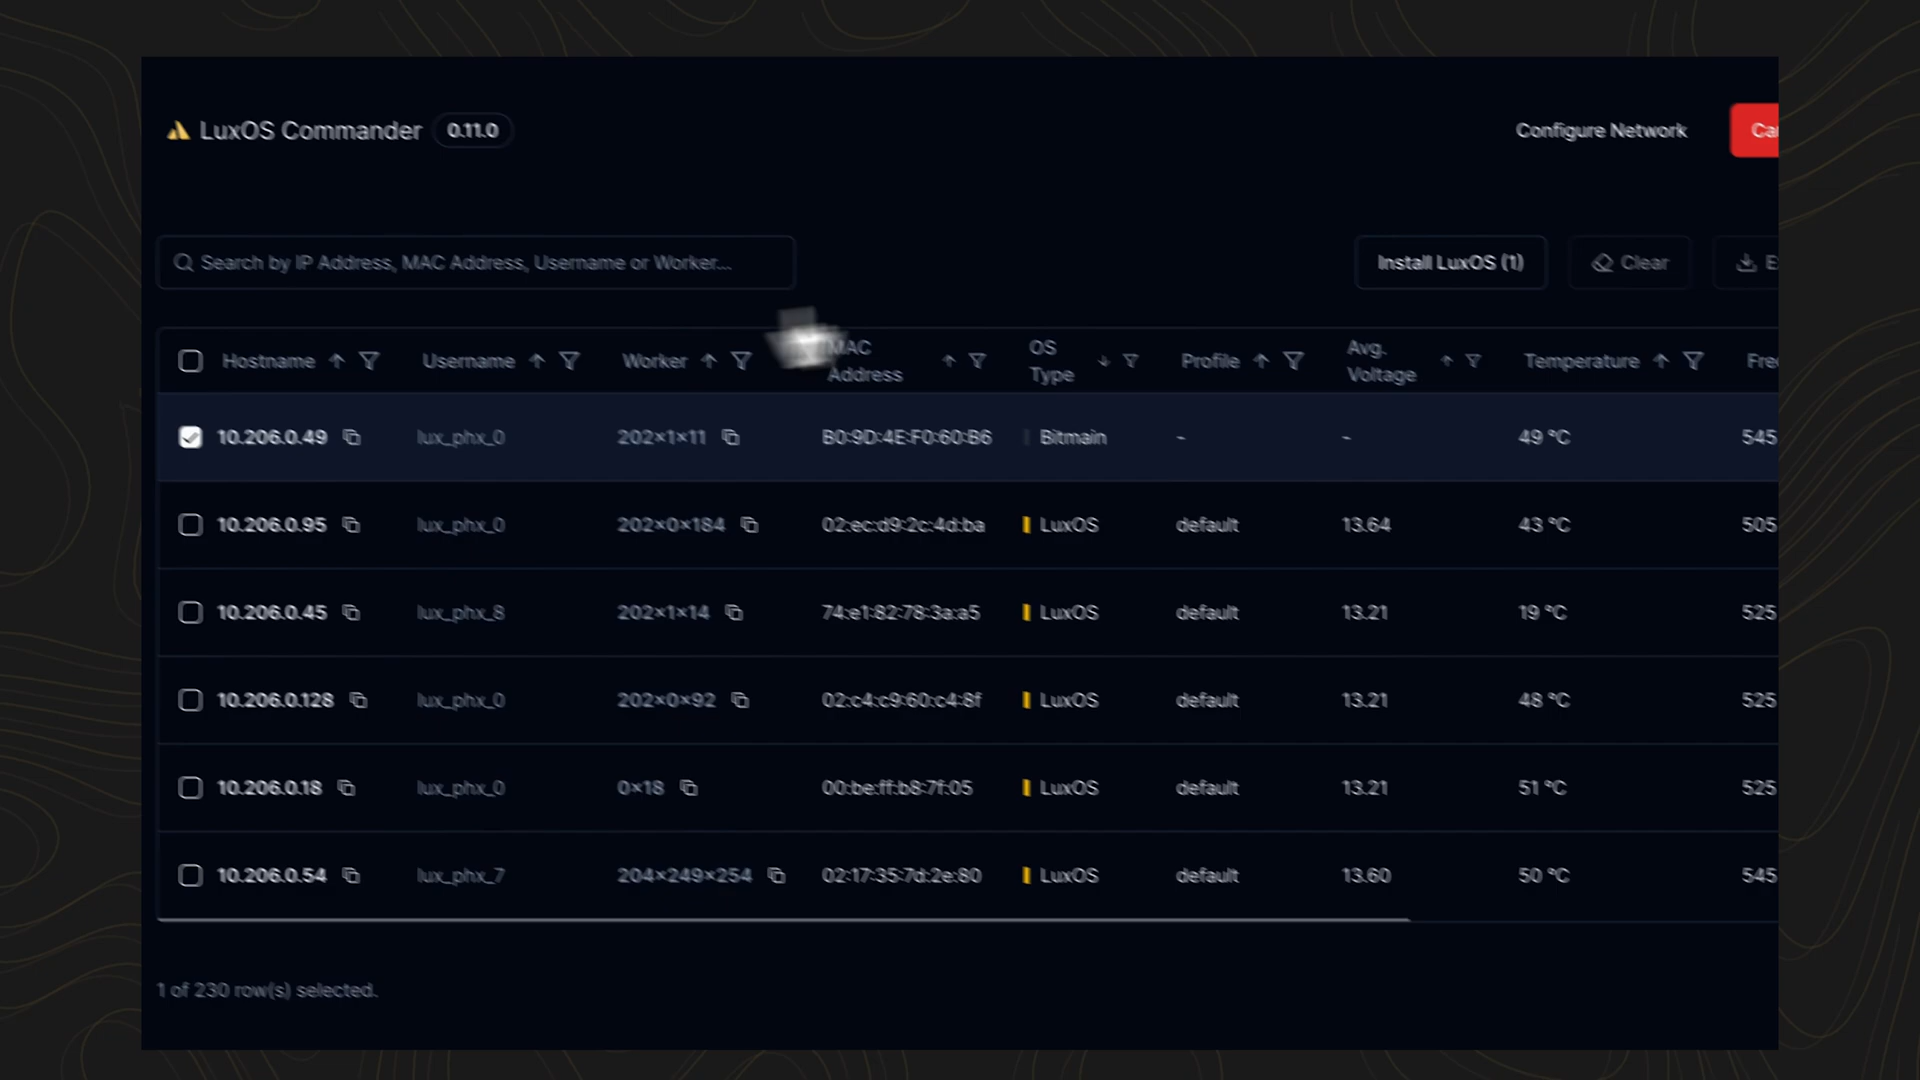 LuxOS Commander 0.11.0 Configure Network
Search by IP Address, MAC Address, Username or Worker... Install LuxOS (1) Clear
Hostname Username Worker MAC Address OS Type Profile Avg. Voltage Temperature
10.206.0.49 lux_phx_0 202x1x11 B0:9D:4E:F0:60:B6 Bitmain - - 49 °C 545
10.206.0.95 lux_phx_0 202x0x184 02:ec:d9:2c:4d:ba LuxOS default 13.64 43 °C 505
10.206.0.45 lux_phx_8 202x1x14 74:e1:82:78:3a:a5 LuxOS default 13.21 19 °C 525
10.206.0.128 lux_phx_0 202x0x92 02:c4:c9:60:c4:8f LuxOS default 13.21 48 °C 525
10.206.0.18 lux_phx_0 0x18 00:be:ff:b8:7f:05 LuxOS default 13.21 51 °C 525
10.206.0.54 lux_phx_7 204x249x254 02:17:35:7d:2e:80 LuxOS default 13.60 50 °C 545
1 of 230 row(s) selected.